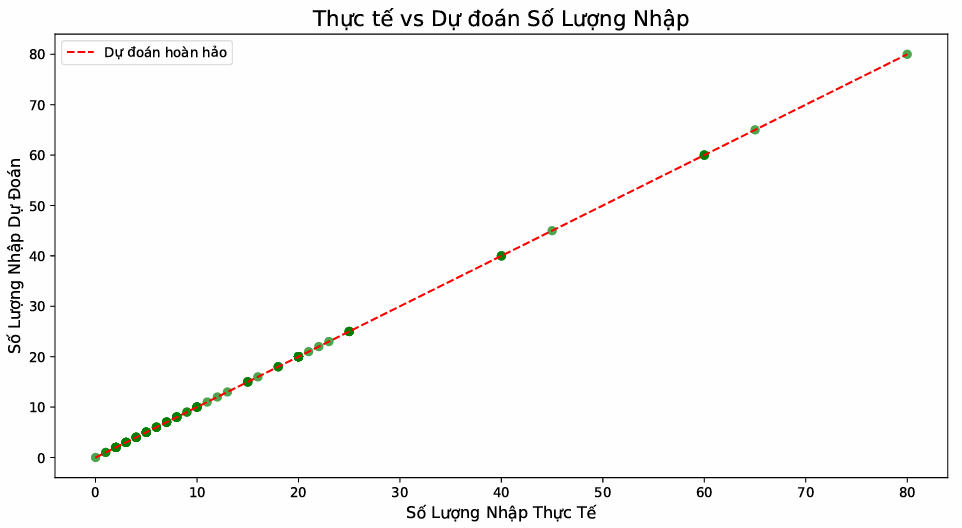 Thực tế vs Dự đoán Số Lượng Nhập
Dự đoán hoàn hảo
80
70
60
50
40
30
20
10
0
Số Lượng Nhập Dự Đoán
0 10 20 30 40 50 60 70 80
Số Lượng Nhập Thực Tế